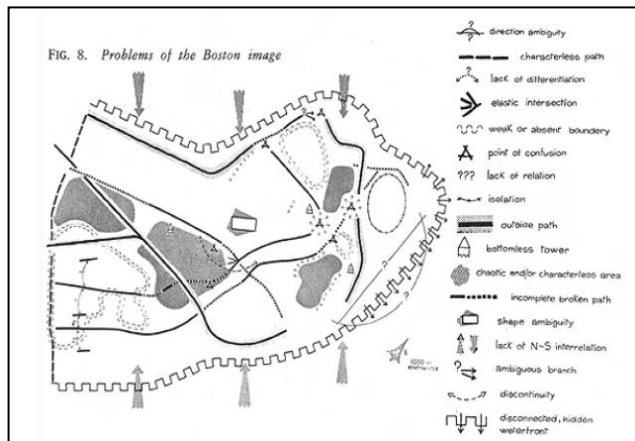 FIG. 8. Problems of the Boston image
direction ambiguity
characterless path
lack of differentiation
elastic intersection
weak or absent boundary
point of confusion
??? lack of relation
isolation
outside path
bottomless tower
chaotic and/or characterless area
incomplete broken path
shape ambiguity
lack of N-S interrelation
? ambiguous branch
discontinuity
disconnected, hidden
waterfront